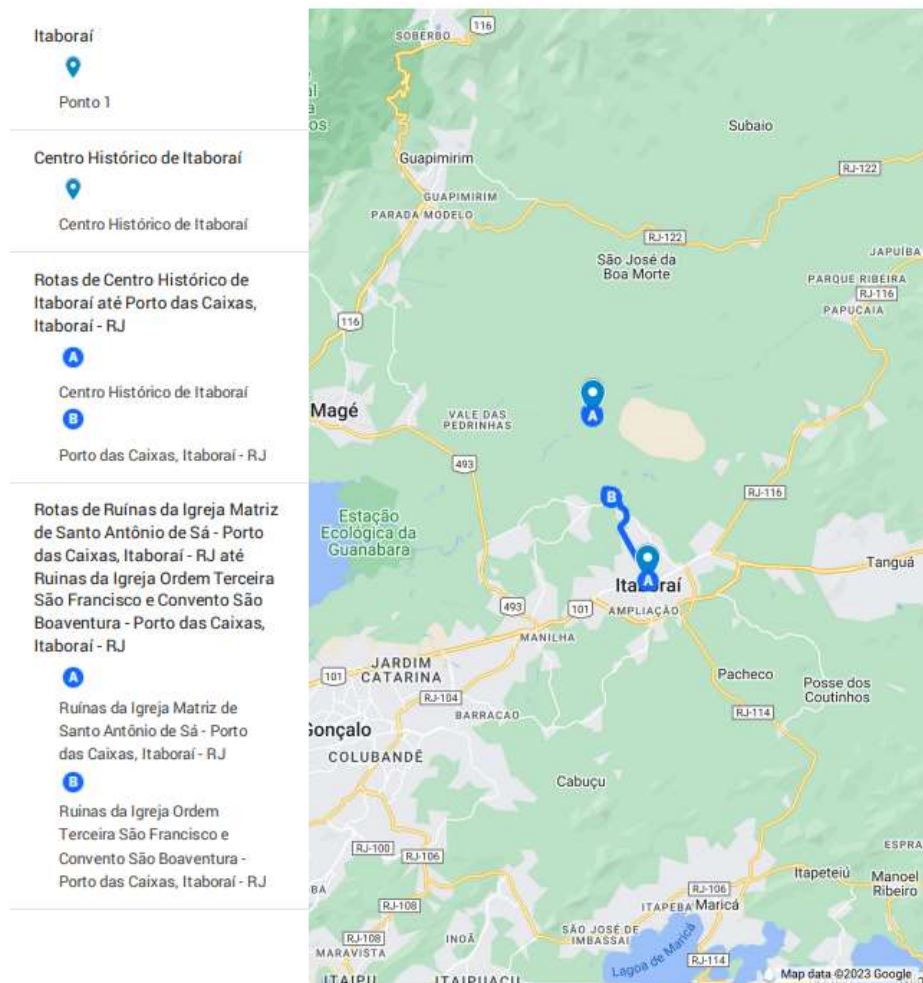 Itaboraí
Ponto 1
Centro Histórico de Itaboraí
Centro Histórico de Itaboraí
Rotas de Centro Histórico de
Itaboraí até Porto das Caixas,
Itaboraí - RJ
A
Centro Histórico de Itaboraí
B
Porto das Caixas, Itaboraí - RJ
Rotas de Ruínas da Igreja Matriz
de Santo Antônio de Sá - Porto
das Caixas, Itaboraí - RJ até
Ruinas da Igreja Ordem Terceira
São Francisco e Convento São
Boaventura - Porto das Caixas,
Itaboraí - RJ
A
Ruínas da Igreja Matriz de
Santo Antônio de Sá - Porto
das Caixas, Itaboraí - RJ
B
Ruinas da Igreja Ordem
Terceira São Francisco e
Convento São Boaventura -
Porto das Caixas, Itaboraí - RJ
116
SOBERBO
Subaio
Guapimirim
RJ-122
GUAPIMIRIM
PARADA MODELO
RJ-122
JAPUÍBA
São José da
Boa Morte
PARQUE RIBEIRA
RJ-116
PAPUCAIA
116
A
Magé
VALE DAS
PEDRINHAS
493
B
RJ-116
Estação
Ecológica da
Guanabara
Tanguá
Itaboraí
A
493
101
AMPLIAÇÃO
MANILHA
JARDIM
CATARINA
101
Pacheco
Posse dos
Coutinhos
RJ-104
BARRACAO
RJ-114
Gonçalo
COLUBANDÊ
Cabuçu
RJ-100
RJ-106
ESPRA
Itapeteiú
Manoel
Ribeiro
RJ-106
ITAPEBA
Maricá
RJ-108
SÃO JOSÉ DE
IMBASSAI
RJ-108
INOÃ
MARAVISTA
Lagoa de Maricá
RJ-114
ITAIPU
ITAIPUAÇU
Map data ©2023 Google